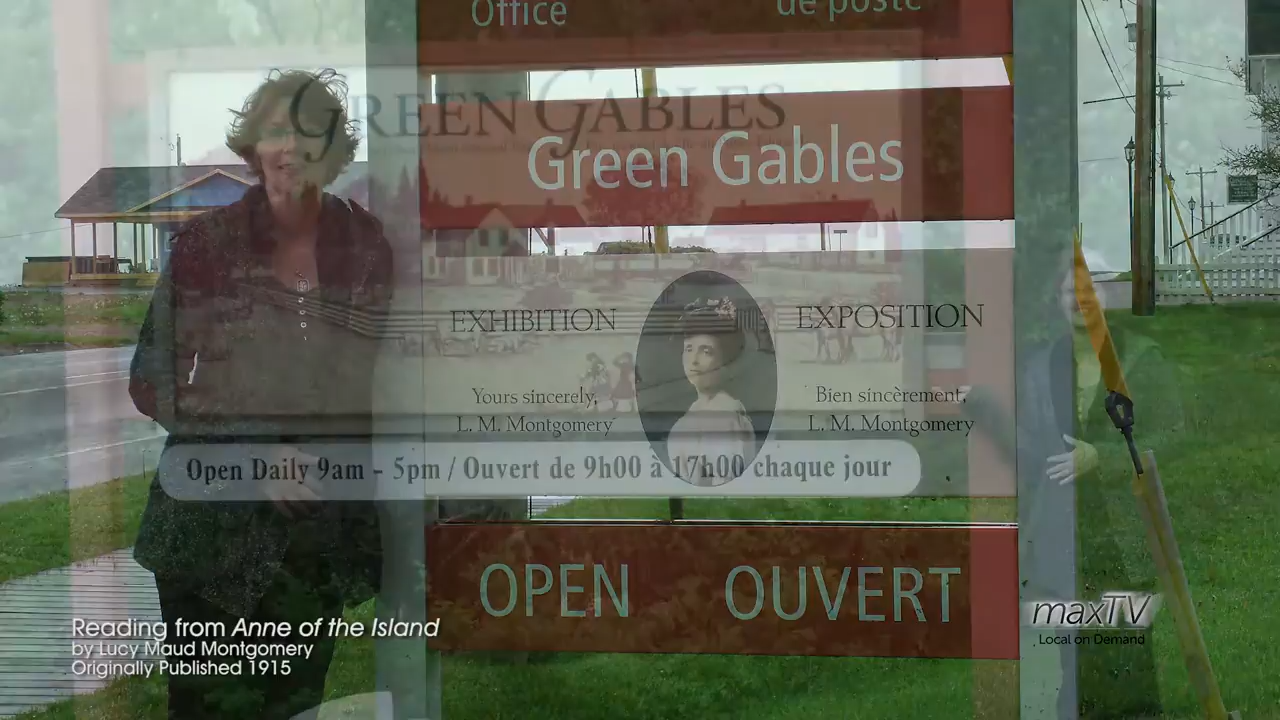 Office de poste
GREEN GABLES
Green Gables
EXHIBITION EXPOSITION
Yours sincerely, Bien sincèrement,
L. M. Montgomery L. M. Montgomery
Open Daily 9am - 5pm / Ouvert de 9h00 à 17h00 chaque jour
OPEN OUVERT
Reading from Anne of the Island
by Lucy Maud Montgomery
Originally Published 1915
maxTV
Local on Demand